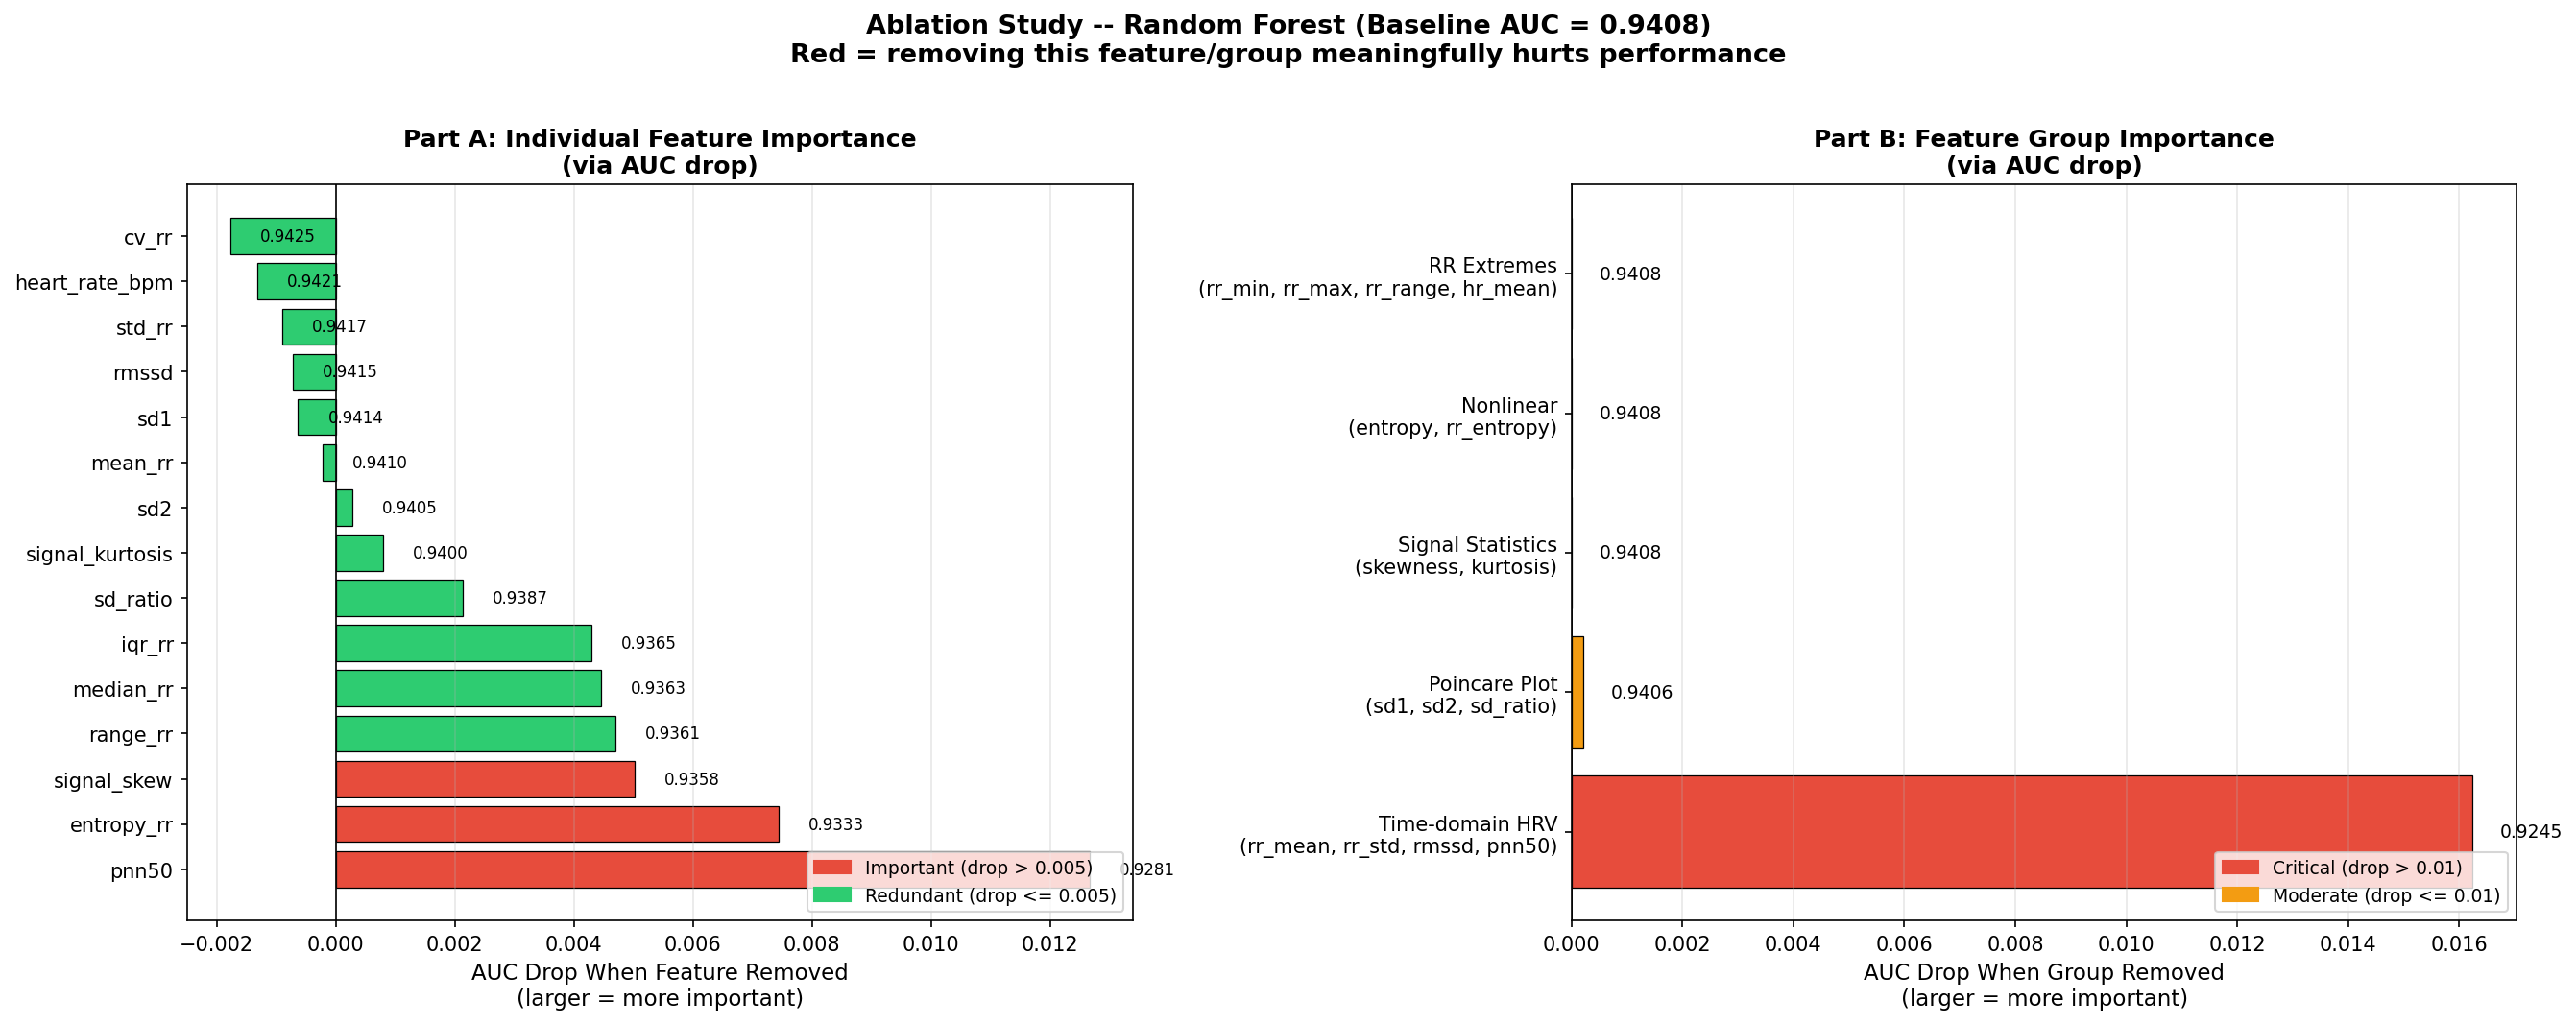 Ablation Study -- Random Forest (Baseline AUC = 0.9408)
Red = removing this feature/group meaningfully hurts performance
Part A: Individual Feature Importance
(via AUC drop)
cv_rr
0.9425
heart_rate_bpm
0.9421
std_rr
0.9417
rmssd
0.9415
sd1
0.9414
mean_rr
0.9410
sd2
0.9405
signal_kurtosis
0.9400
sd_ratio
0.9387
iqr_rr
0.9365
median_rr
0.9363
range_rr
0.9361
signal_skew
0.9358
entropy_rr
0.9333
pnn50
0.9281
Important (drop > 0.005)
Redundant (drop <= 0.005)
−0.002 0.000 0.002 0.004 0.006 0.008 0.010 0.012
AUC Drop When Feature Removed
(larger = more important)
Part B: Feature Group Importance
(via AUC drop)
RR Extremes
(rr_min, rr_max, rr_range, hr_mean)
0.9408
Nonlinear
(entropy, rr_entropy)
0.9408
Signal Statistics
(skewness, kurtosis)
0.9408
Poincare Plot
(sd1, sd2, sd_ratio)
0.9406
Time-domain HRV
(rr_mean, rr_std, rmssd, pnn50)
0.9245
Critical (drop > 0.01)
Moderate (drop <= 0.01)
0.000 0.002 0.004 0.006 0.008 0.010 0.012 0.014 0.016
AUC Drop When Group Removed
(larger = more important)